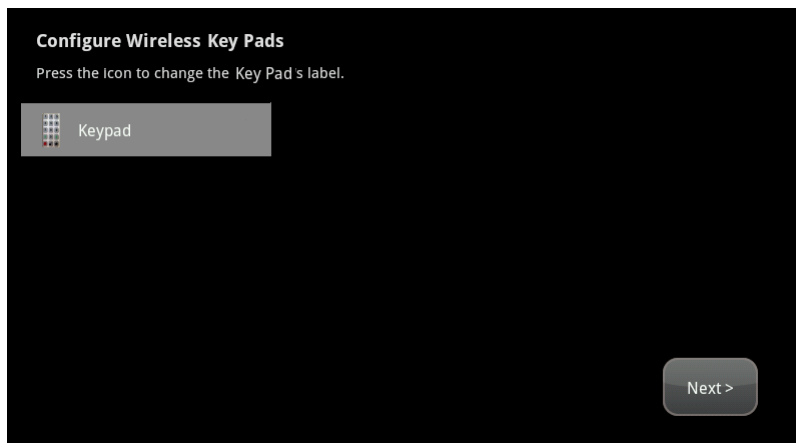 Configure Wireless Key Pads
Press the icon to change the Key Pad's label.
Keypad
Next >